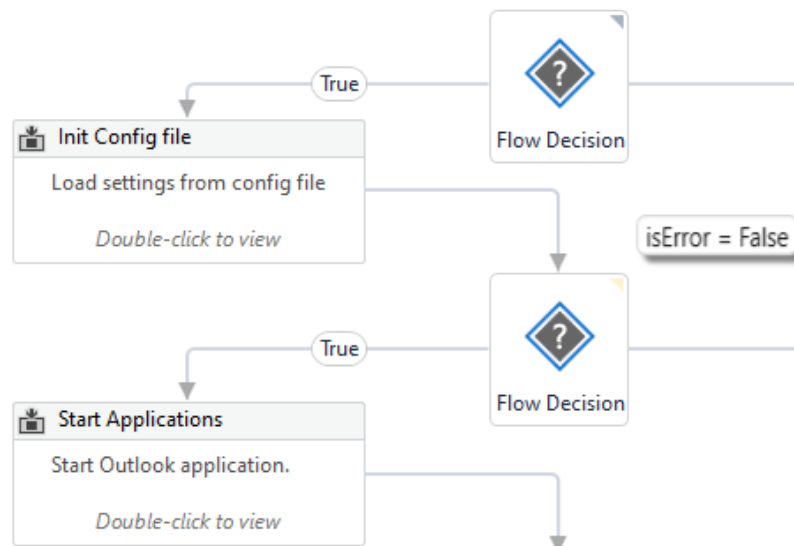 True
?
Flow Decision
Init Config file
Load settings from config file
Double-click to view
isError = False
True
?
Flow Decision
Start Applications
Start Outlook application.
Double-click to view